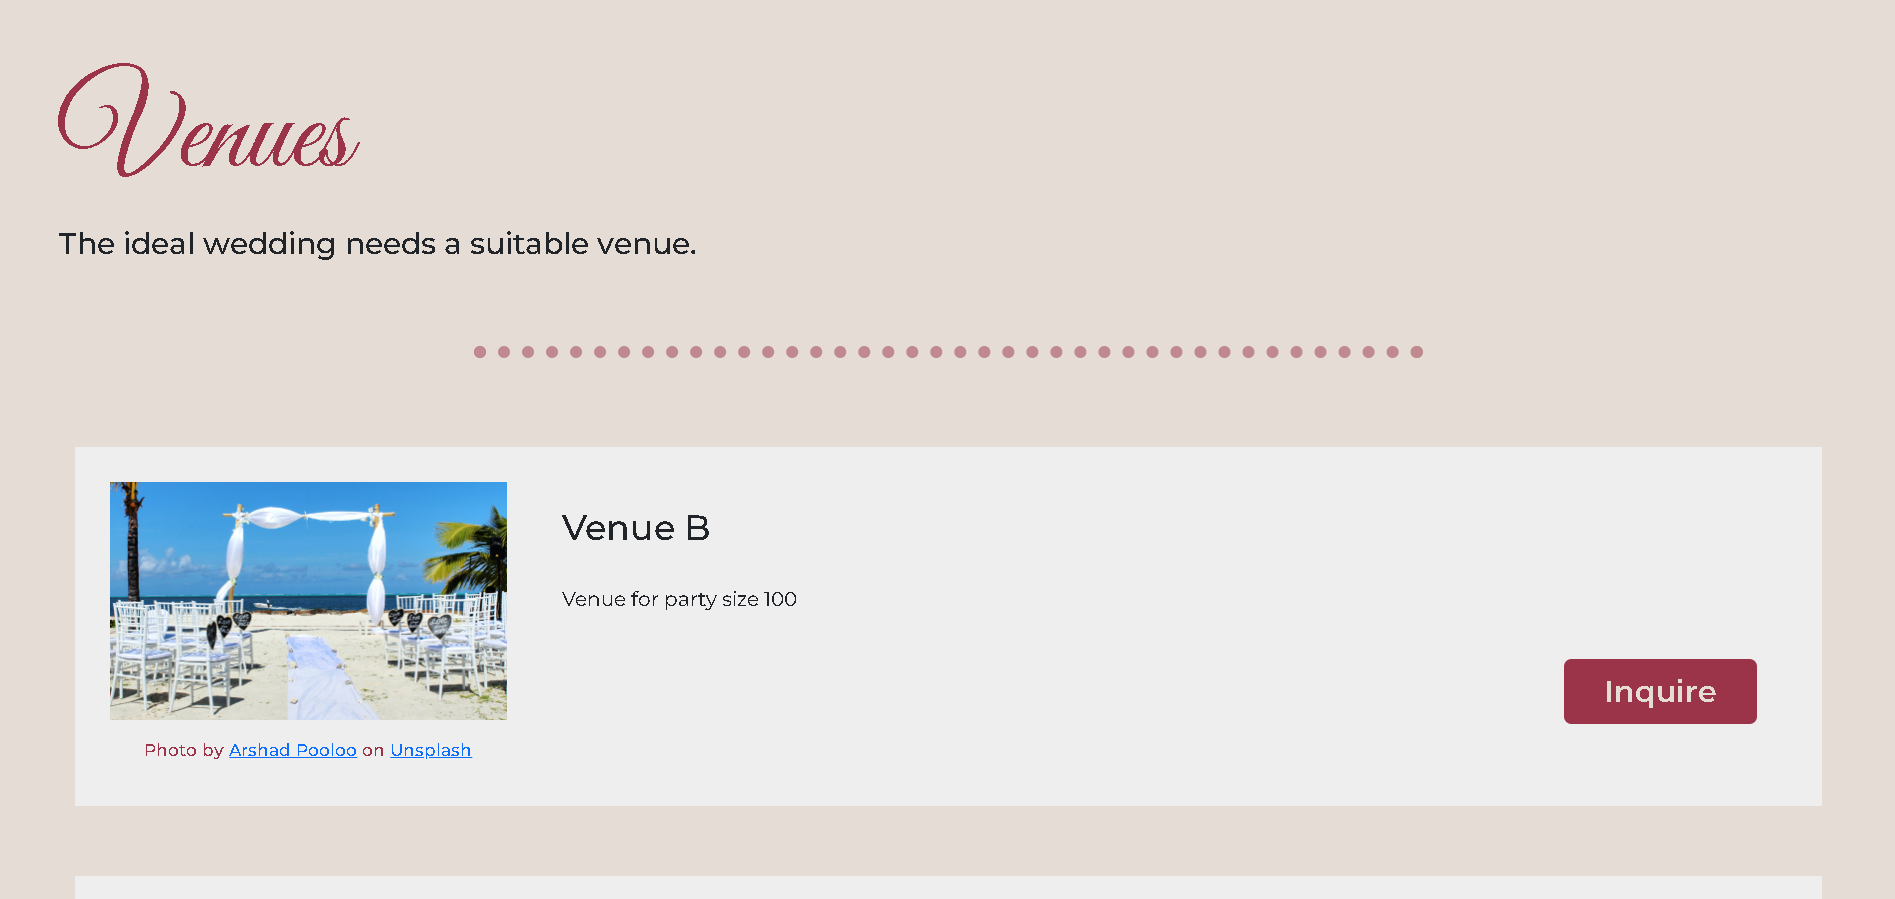 Venues
The ideal wedding needs a suitable venue.
Venue B
Venue for party size 100
Inquire
Photo by Arshad Pooloo on Unsplash